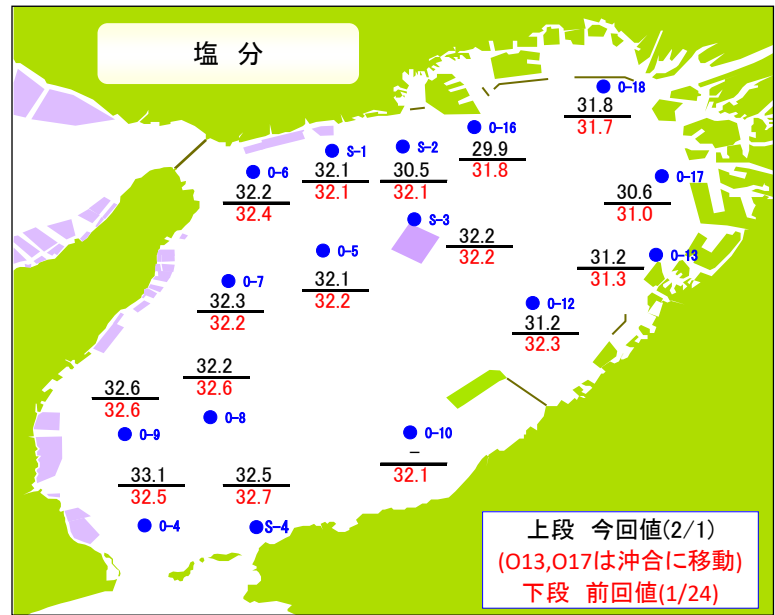 塩 分
O-18
31.8
31.7
O-16
29.9
31.8
S-1
32.1
32.1
S-2
30.5
32.1
O-6
32.2
32.4
O-17
30.6
31.0
S-3
32.2
32.2
O-5
32.1
32.2
O-13
31.2
31.3
O-7
32.3
32.2
O-12
31.2
32.3
32.2
32.6
O-8
32.6
32.6
O-9
O-10
-
32.1
33.1
32.5
O-4
32.5
32.7
S-4
上段 今回値(2/1)
(O13,O17は沖合に移動)
下段 前回値(1/24)